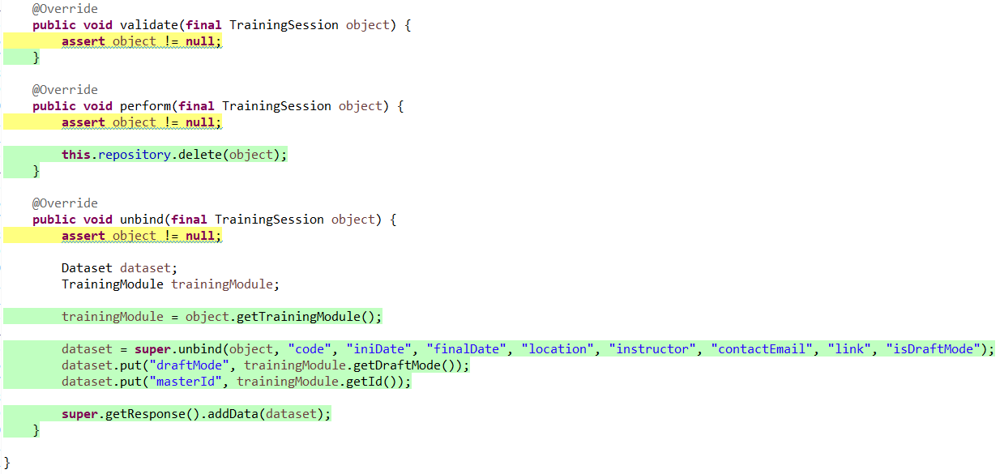 @Override
public void validate(final TrainingSession object) {
assert object != null;
}
@Override
public void perform(final TrainingSession object) {
assert object != null;
this.repository.delete(object);
}
@Override
public void unbind(final TrainingSession object) {
assert object != null;
Dataset dataset;
TrainingModule trainingModule;
trainingModule = object.getTrainingModule();
dataset = super.unbind(object, "code", "iniDate", "finalDate", "location", "instructor", "contactEmail", "link", "isDraftMode");
dataset.put("draftMode", trainingModule.getDraftMode());
dataset.put("masterId", trainingModule.getId());
super.getResponse().addData(dataset);
}
}